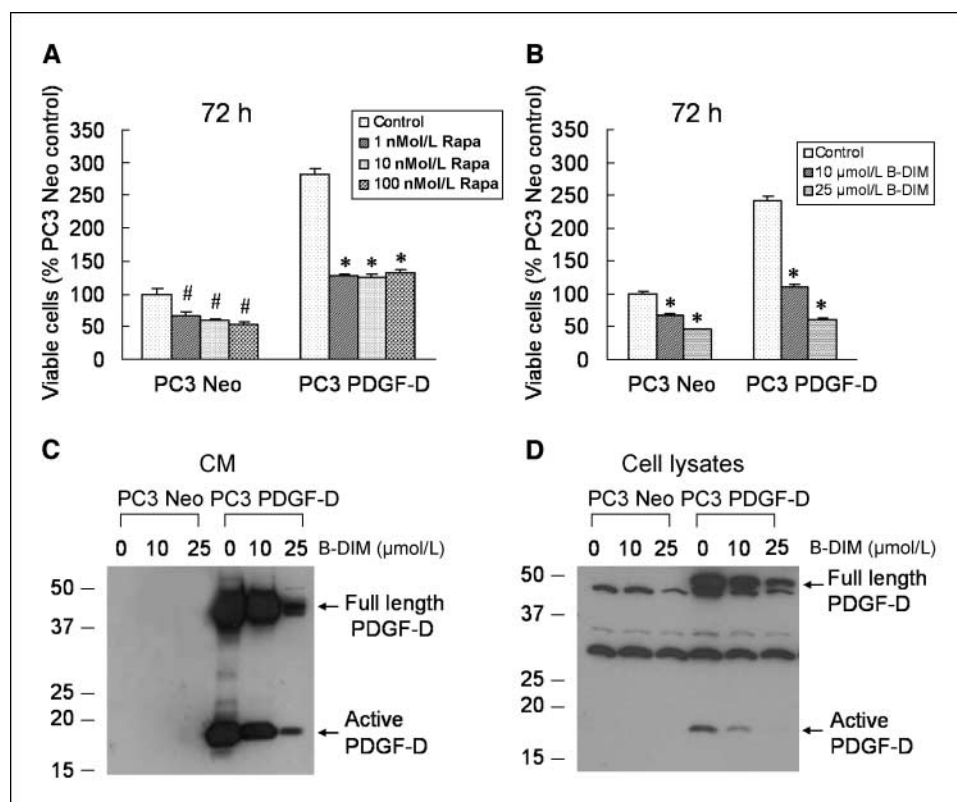 A
72 h
Viable cells (% PC3 Neo control)
350
300
250
200
150
100
50
0
Control
1 nMol/L Rapa
10 nMol/L Rapa
100 nMol/L Rapa
# # #
* * *
PC3 Neo PC3 PDGF-D
B
72 h
Viable cells (% PC3 Neo control)
350
300
250
200
150
100
50
0
Control
10 µmol/L B-DIM
25 µmol/L B-DIM
* *
* *
PC3 Neo PC3 PDGF-D
C
CM
PC3 Neo PC3 PDGF-D
0 10 25 0 10 25 B-DIM (µmol/L)
50
37
25
20
15
Full length
PDGF-D
Active
PDGF-D
D
Cell lysates
PC3 Neo PC3 PDGF-D
0 10 25 0 10 25 B-DIM (µmol/L)
50
37
25
20
15
Full length
PDGF-D
Active
PDGF-D